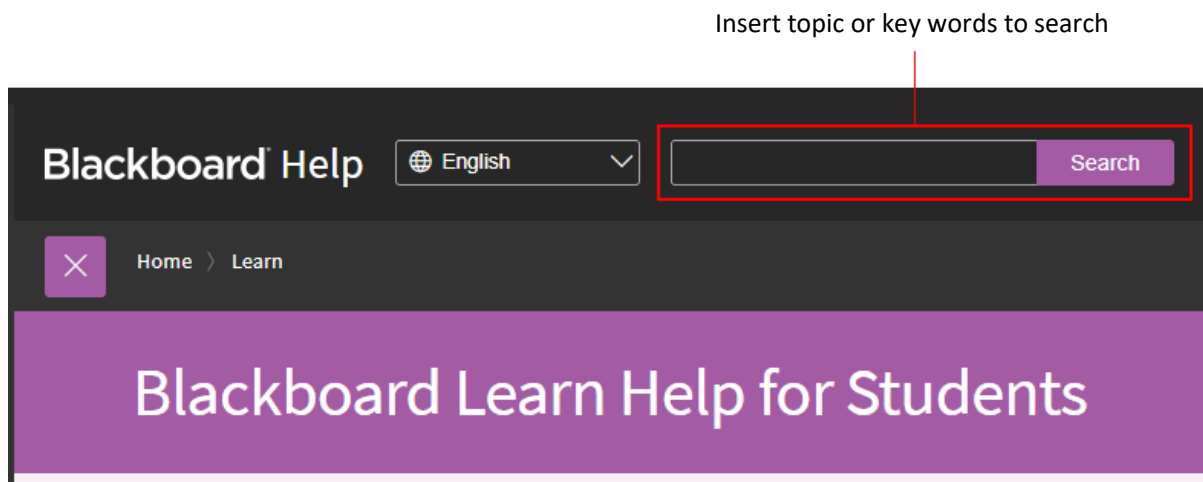 Insert topic or key words to search
Blackboard Help
English
Search
Home
Learn
Blackboard Learn Help for Students